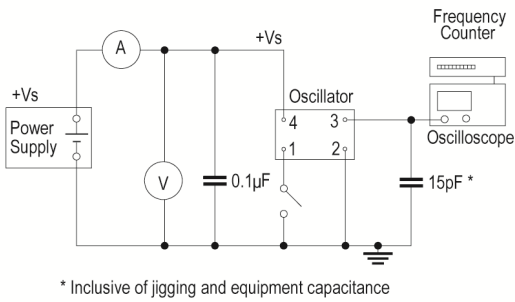 Frequency
Counter
A
+Vs
+Vs
Oscillator
Power
Supply
4
3
1
2
Oscilloscope
V
0.1µF
15pF *
* Inclusive of jigging and equipment capacitance